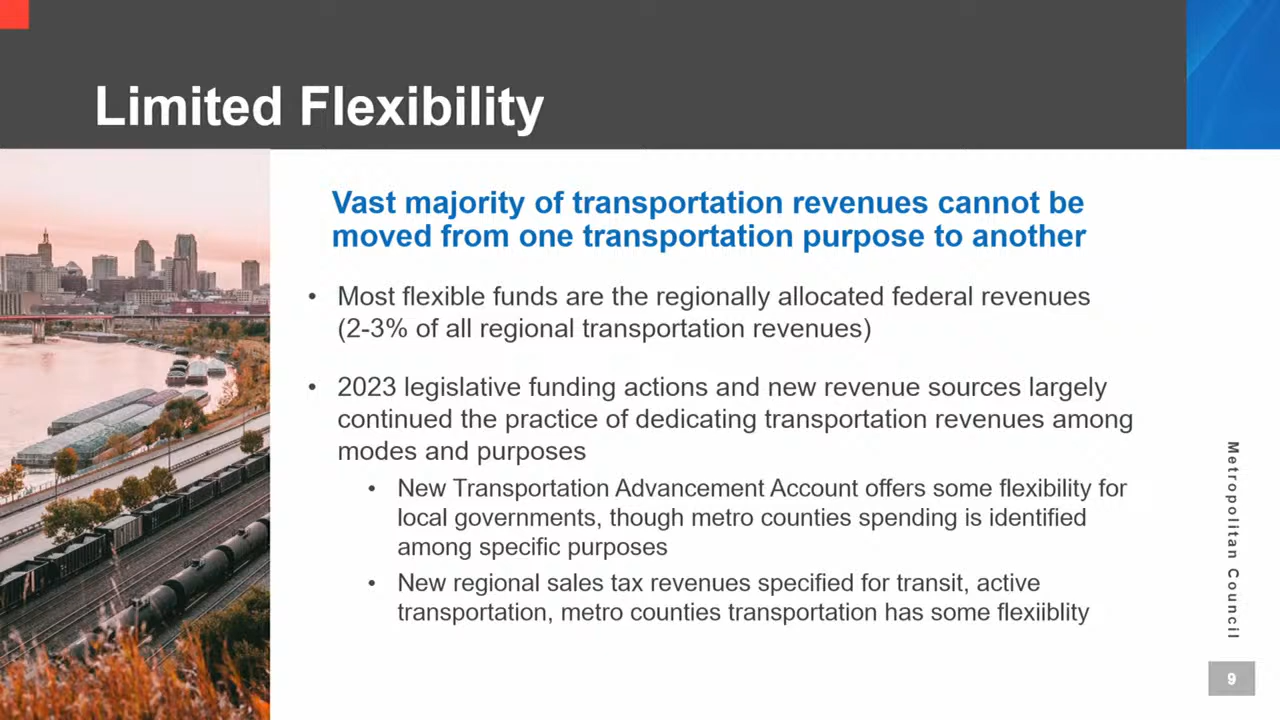 Limited Flexibility
Vast majority of transportation revenues cannot be
moved from one transportation purpose to another
• Most flexible funds are the regionally allocated federal revenues
(2-3% of all regional transportation revenues)
• 2023 legislative funding actions and new revenue sources largely
continued the practice of dedicating transportation revenues among
modes and purposes
• New Transportation Advancement Account offers some flexibility for
local governments, though metro counties spending is identified
among specific purposes
• New regional sales tax revenues specified for transit, active
transportation, metro counties transportation has some flexiiblity
Metropolitan Council
9